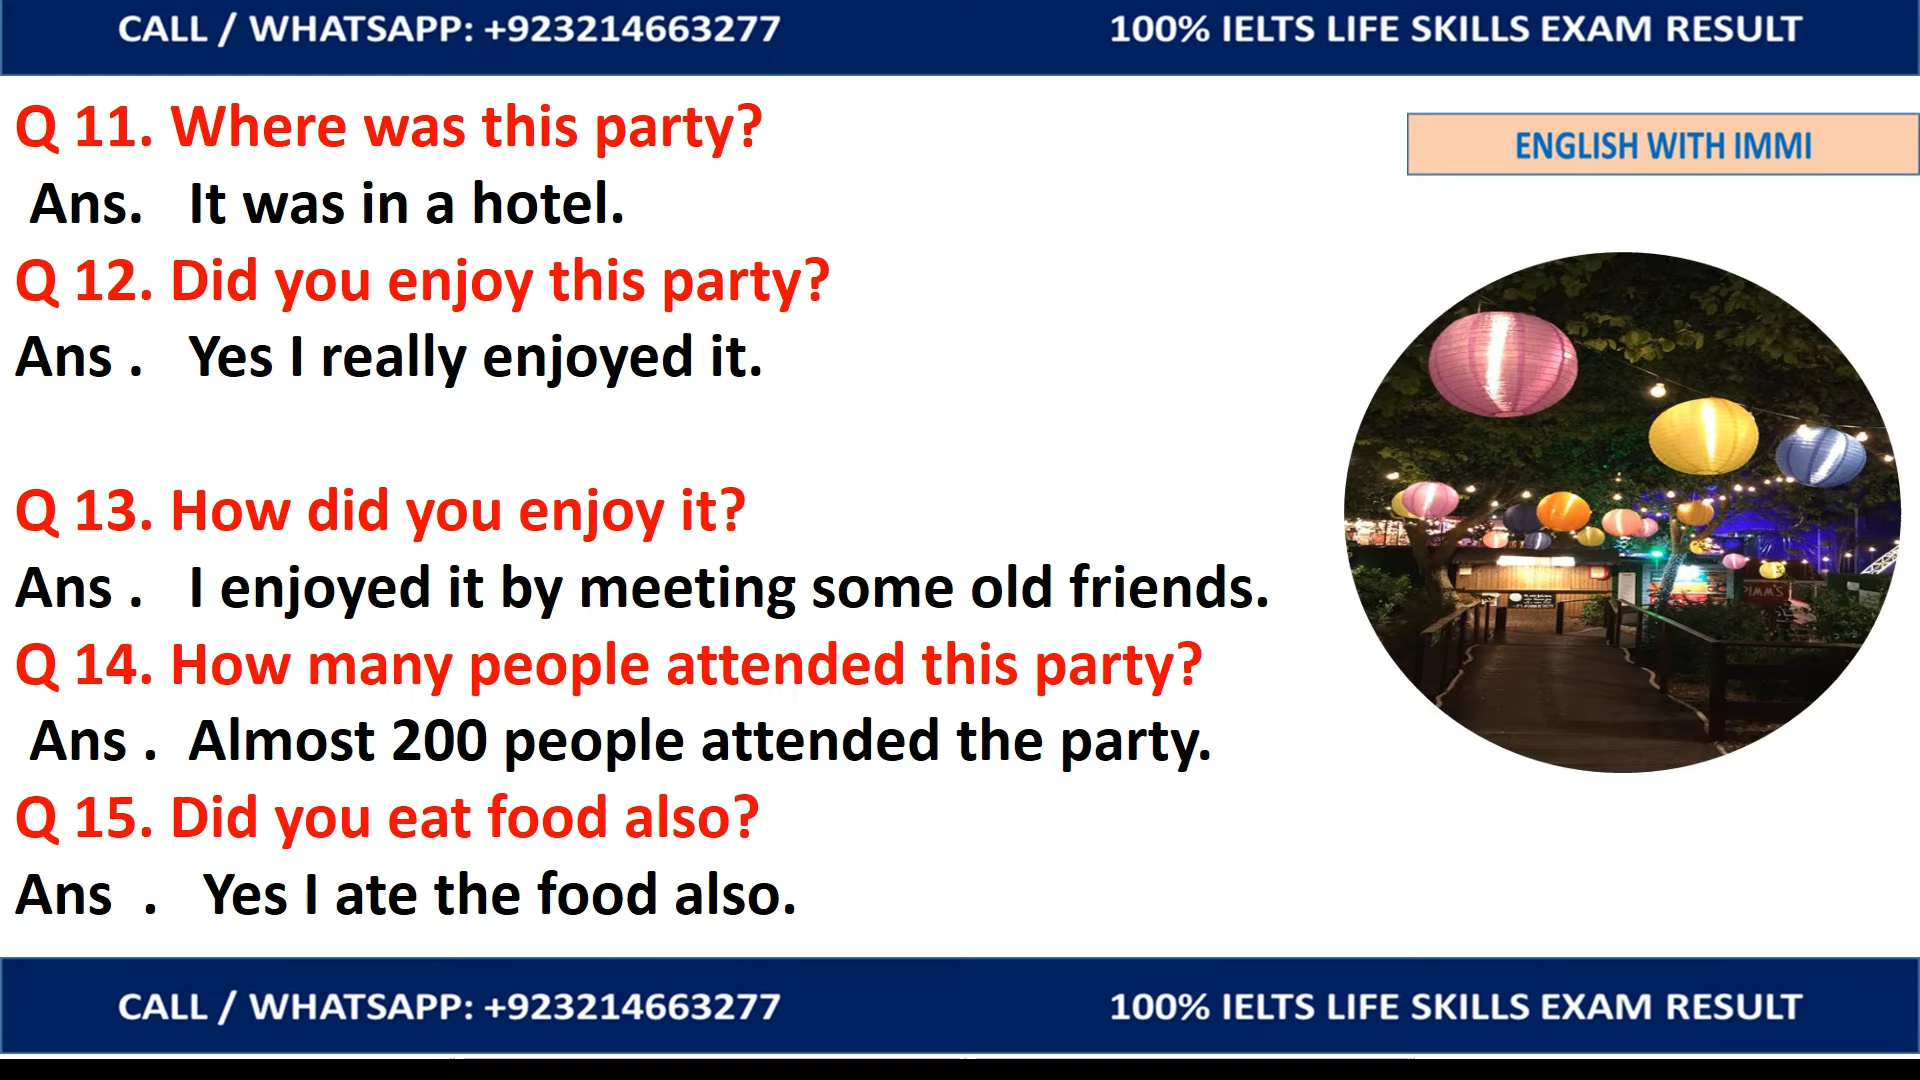 CALL / WHATSAPP: +923214663277
100% IELTS LIFE SKILLS EXAM RESULT
ENGLISH WITH IMMI
Q 11. Where was this party?
Ans. It was in a hotel.
Q 12. Did you enjoy this party?
Ans . Yes I really enjoyed it.
Q 13. How did you enjoy it?
Ans . I enjoyed it by meeting some old friends.
Q 14. How many people attended this party?
Ans . Almost 200 people attended the party.
Q 15. Did you eat food also?
Ans . Yes I ate the food also.
PIMM'S
CALL / WHATSAPP: +923214663277
100% IELTS LIFE SKILLS EXAM RESULT